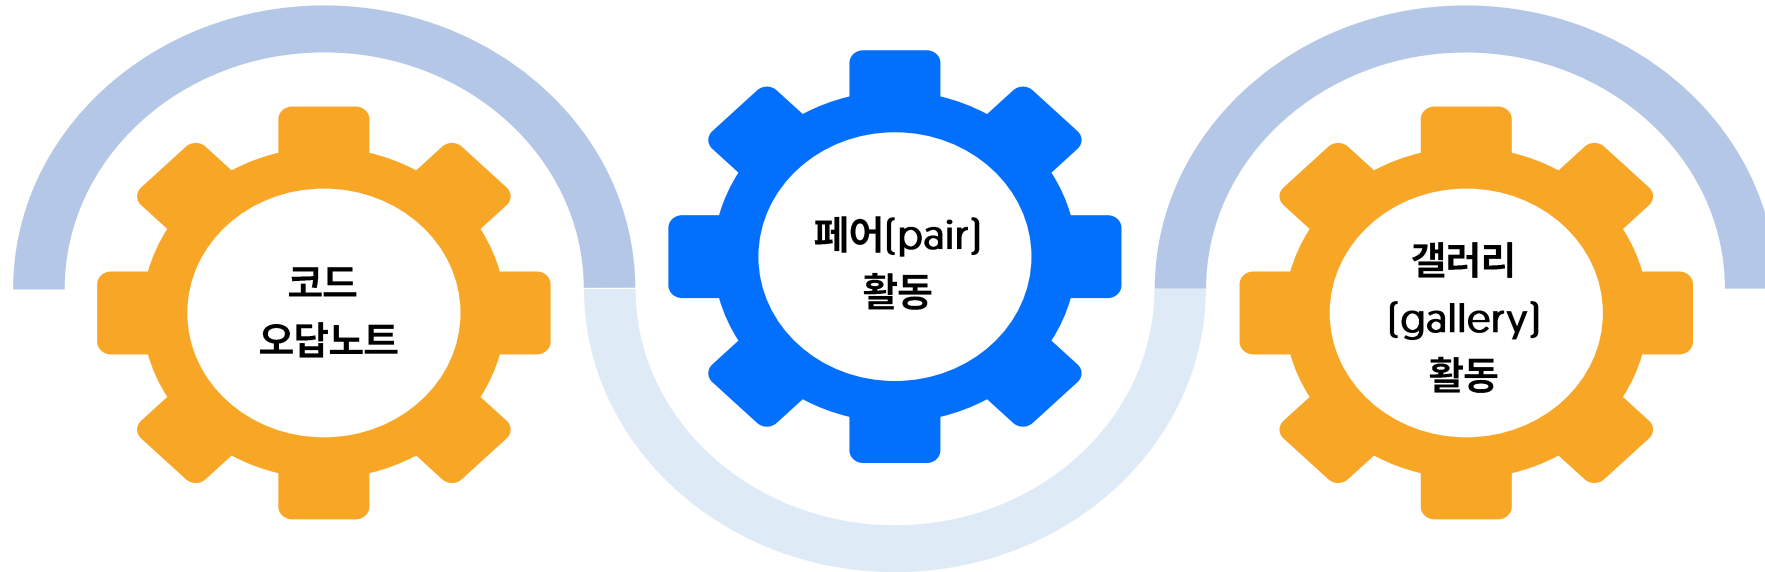 코드
오답노트
페어(pair)
활동
갤러리
(gallery)
활동